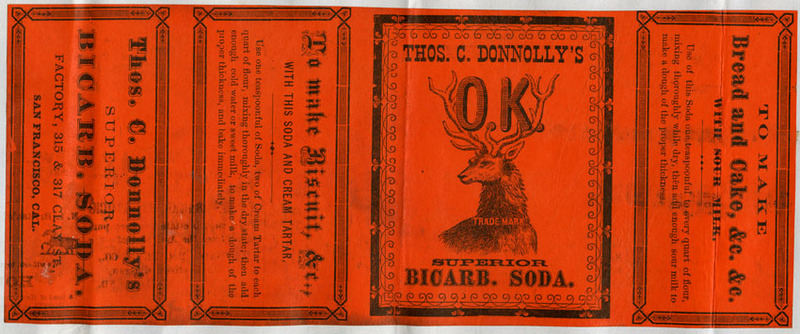 Thos. C. Donnolly's
SUPERIOR
BICARB. SODA.
FACTORY, 315 & 317 CLAY ST.
SAN FRANCISCO, CAL.
To make Biscuit, &c.,
WITH THIS SODA AND CREAM TARTAR.
Use one teaspoonful of Soda, two of Cream Tartar to each
quart of flour, mixing thoroughly in the dry state; then add
enough cold water or sweet milk, to make a dough of the
proper thickness, and bake immediately.
THOS. C. DONNOLLY'S
O.K.
TRADE MARK
SUPERIOR
BICARB. SODA.
TO MAKE
Bread and Cake, &c. &c.
WITH SOUR MILK.
Use of this Soda one teaspoonful to every quart of flour,
mixing thoroughly while dry, then add enough sour milk to
make a dough of the proper thickness.